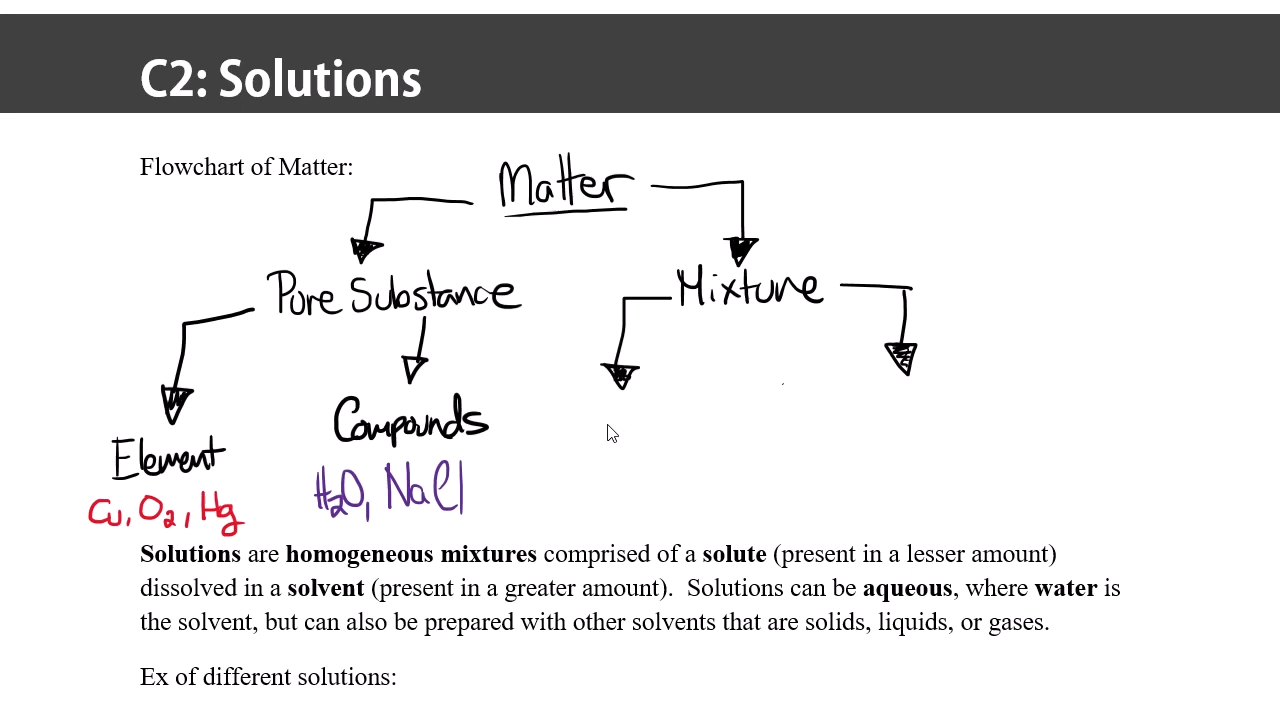 C2: Solutions
Flowchart of Matter:
Matter
Pure Substance
Mixture
Element
Compounds
Cu, O₂, Hg
H₂O, NaCl
Solutions are homogeneous mixtures comprised of a solute (present in a lesser amount)
dissolved in a solvent (present in a greater amount).  Solutions can be aqueous, where water is
the solvent, but can also be prepared with other solvents that are solids, liquids, or gases.
Ex of different solutions: